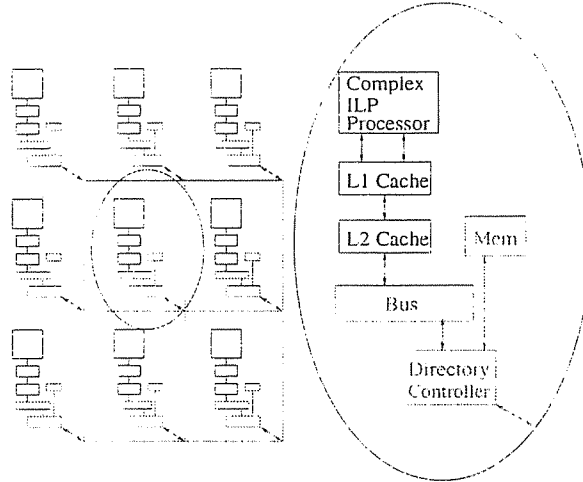 Complex
ILP
Processor
L1 Cache
L2 Cache
Mem
Bus
Directory
Controller